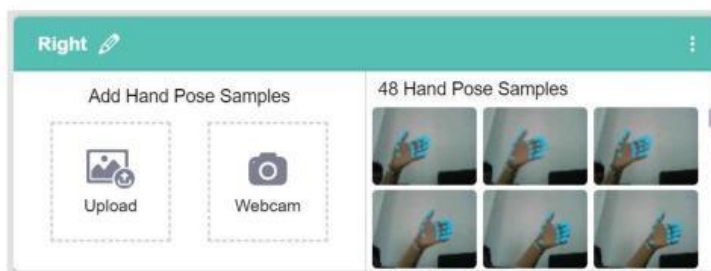 Right
Add Hand Pose Samples
Upload
Webcam
48 Hand Pose Samples